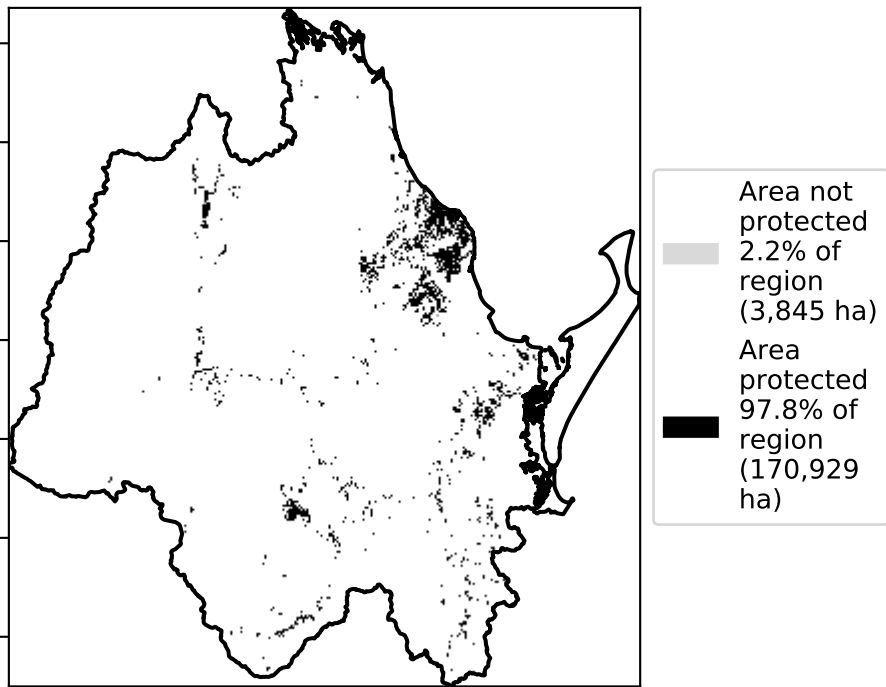 Area not
protected
2.2% of
region
(3,845 ha)
Area
protected
97.8% of
region
(170,929
ha)